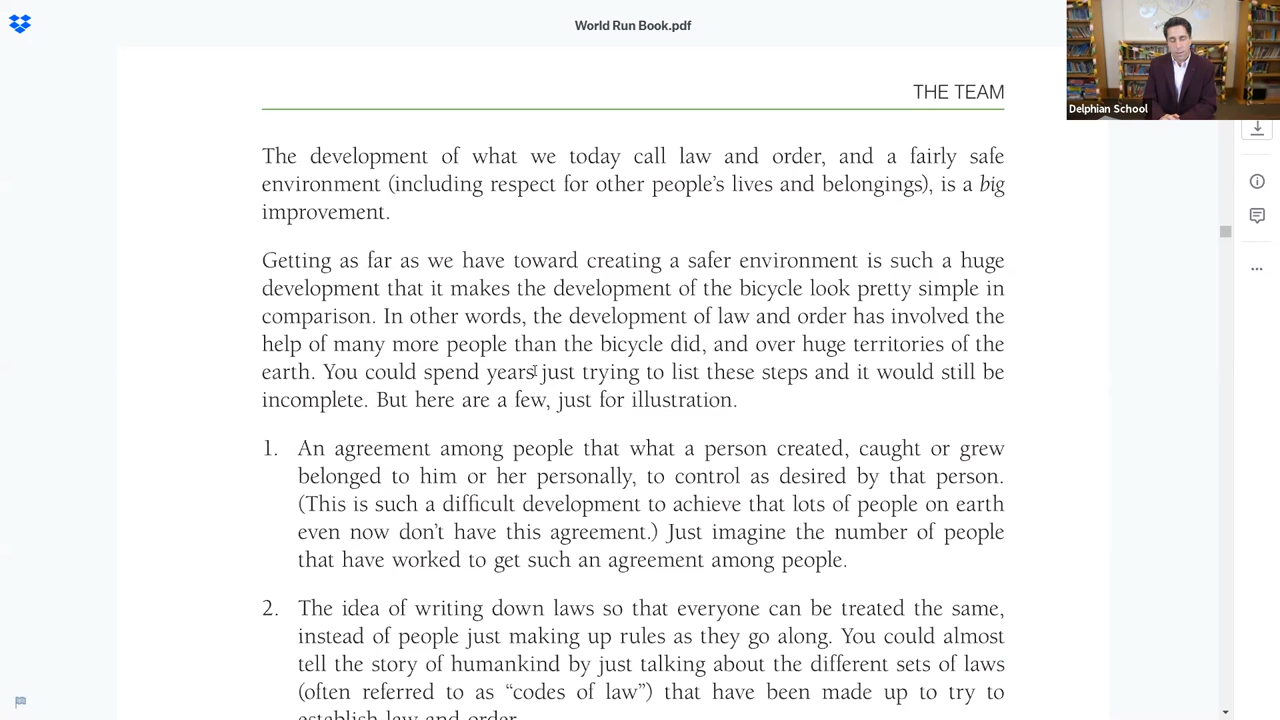 World Run Book.pdf
Delphian School
THE TEAM
The development of what we today call law and order, and a fairly safe
environment (including respect for other people's lives and belongings), is a big
improvement.
Getting as far as we have toward creating a safer environment is such a huge
development that it makes the development of the bicycle look pretty simple in
comparison. In other words, the development of law and order has involved the
help of many more people than the bicycle did, and over huge territories of the
earth. You could spend years just trying to list these steps and it would still be
incomplete. But here are a few, just for illustration.
1. An agreement among people that what a person created, caught or grew
belonged to him or her personally, to control as desired by that person.
(This is such a difficult development to achieve that lots of people on earth
even now don't have this agreement.) Just imagine the number of people
that have worked to get such an agreement among people.
2. The idea of writing down laws so that everyone can be treated the same,
instead of people just making up rules as they go along. You could almost
tell the story of humankind by just talking about the different sets of laws
(often referred to as “codes of law”) that have been made up to try to
establish law and order.